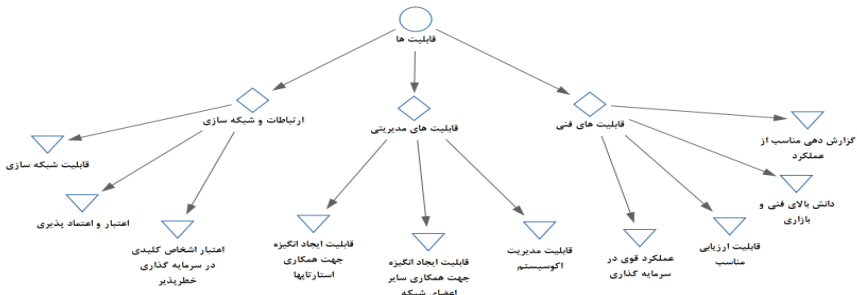 قابلیت ها
ارتباطات و شبکه سازی
قابلیت های مدیریتی
قابلیت های فنی
گزارش دهی مناسب از
عملکرد
دانش بالای فنی و
بازاری
قابلیت ارزیابی
مناسب
عملکرد قوی در
سرمایه گذاری
قابلیت مدیریت
اکوسیستم
قابلیت ایجاد انگیزه
جهت همکاری سایر
اعضای شبکه
قابلیت ایجاد انگیزه
جهت همکاری
استارتاپها
اعتبار اشخاص کلیدی
در سرمایه گذاری
خطرپذیر
اعتبار و اعتماد پذیری
قابلیت شبکه سازی